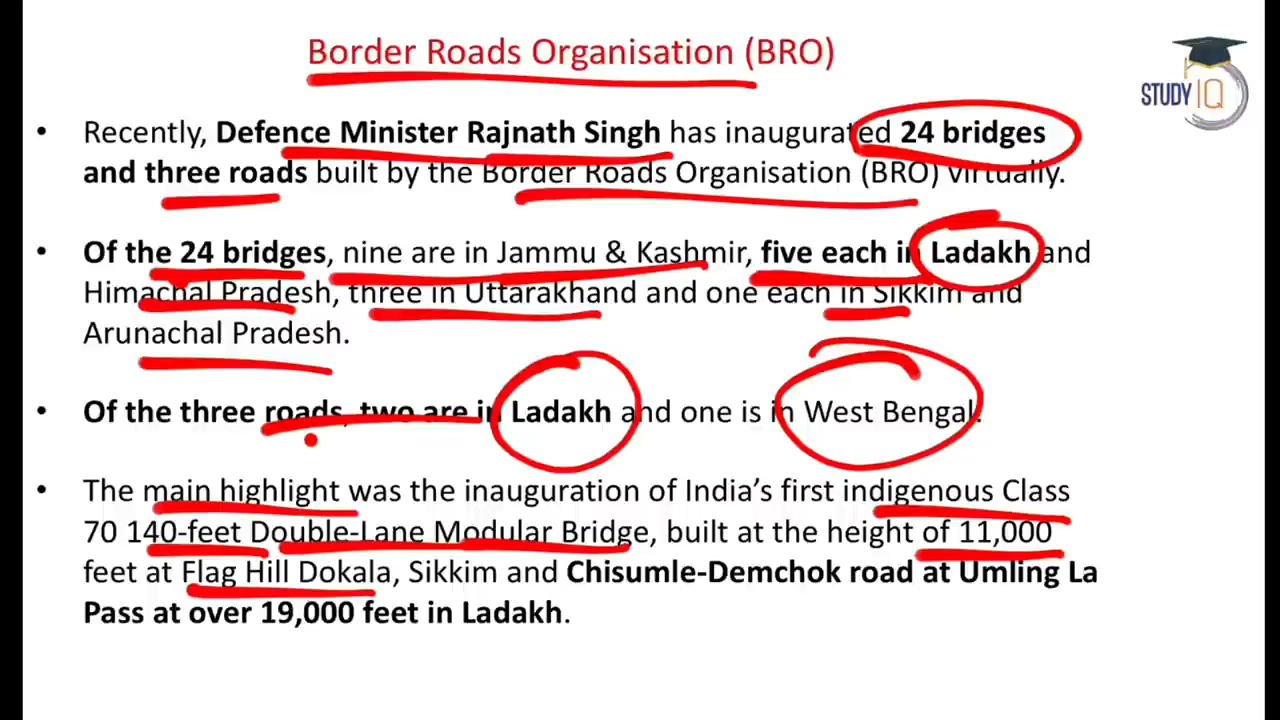 Border Roads Organisation (BRO)
STUDY IQ
• Recently, Defence Minister Rajnath Singh has inaugurated 24 bridges
and three roads built by the Border Roads Organisation (BRO) virtually.
• Of the 24 bridges, nine are in Jammu & Kashmir, five each in Ladakh and
Himachal Pradesh, three in Uttarakhand and one each in Sikkim and
Arunachal Pradesh.
• Of the three roads, two are in Ladakh and one is in West Bengal.
• The main highlight was the inauguration of India’s first indigenous Class
70 140-feet Double-Lane Modular Bridge, built at the height of 11,000
feet at Flag Hill Dokala, Sikkim and Chisumle-Demchok road at Umling La
Pass at over 19,000 feet in Ladakh.